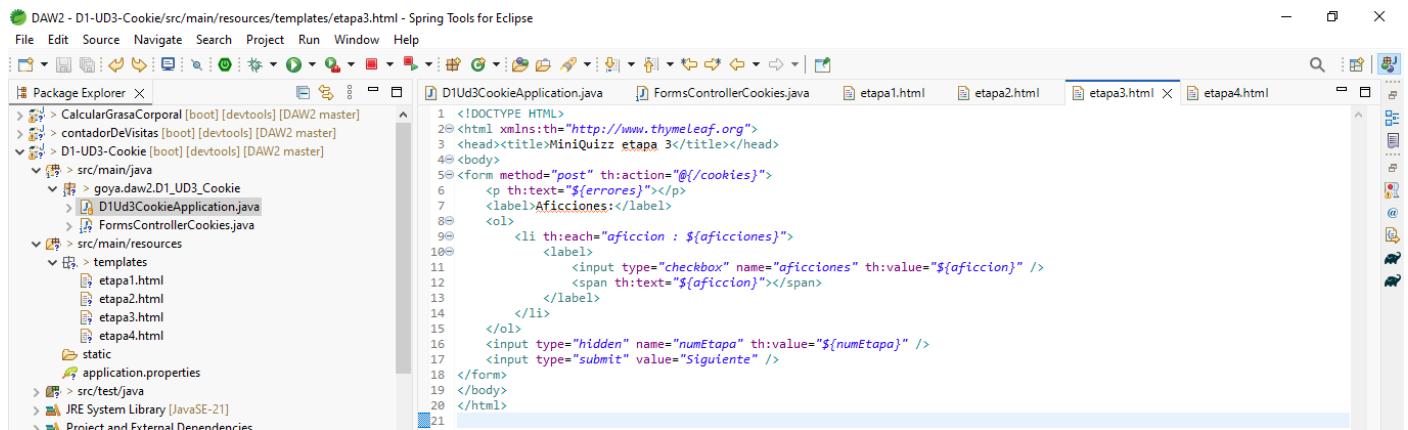 DAW2 - D1-UD3-Cookie/src/main/resources/templates/etapa3.html - Spring Tools for Eclipse
File Edit Source Navigate Search Project Run Window Help
Package Explorer
D1Ud3CookieApplication.java FormsControllerCookies.java etapa1.html etapa2.html etapa3.html etapa4.html
> CalcularGrasaCorporal [boot] [devtools] [DAW2 master]
> contadorDeVisitas [boot] [devtools] [DAW2 master]
> D1-UD3-Cookie [boot] [devtools] [DAW2 master]
> src/main/java
> goya.daw2.D1_UD3_Cookie
D1Ud3CookieApplication.java
FormsControllerCookies.java
> src/main/resources
> templates
etapa1.html
etapa2.html
etapa3.html
etapa4.html
static
application.properties
> src/test/java
JRE System Library [JavaSE-21]
Project and External Dependencies
1 <!DOCTYPE HTML>
2 <html xmlns:th="http://www.thymeleaf.org">
3 <head><title>MiniQuizz etapa 3</title></head>
4 <body>
5 <form method="post" th:action="@{/cookies}">
6 <p th:text="${errores}"></p>
7 <label>Aficciones:</label>
8 <ol>
9 <li th:each="aficcion : ${aficciones}">
10 <label>
11 <input type="checkbox" name="aficciones" th:value="${aficcion}" />
12 <span th:text="${aficcion}"></span>
13 </label>
14 </li>
15 </ol>
16 <input type="hidden" name="numEtapa" th:value="${numEtapa}" />
17 <input type="submit" value="Siguiente" />
18 </form>
19 </body>
20 </html>
21